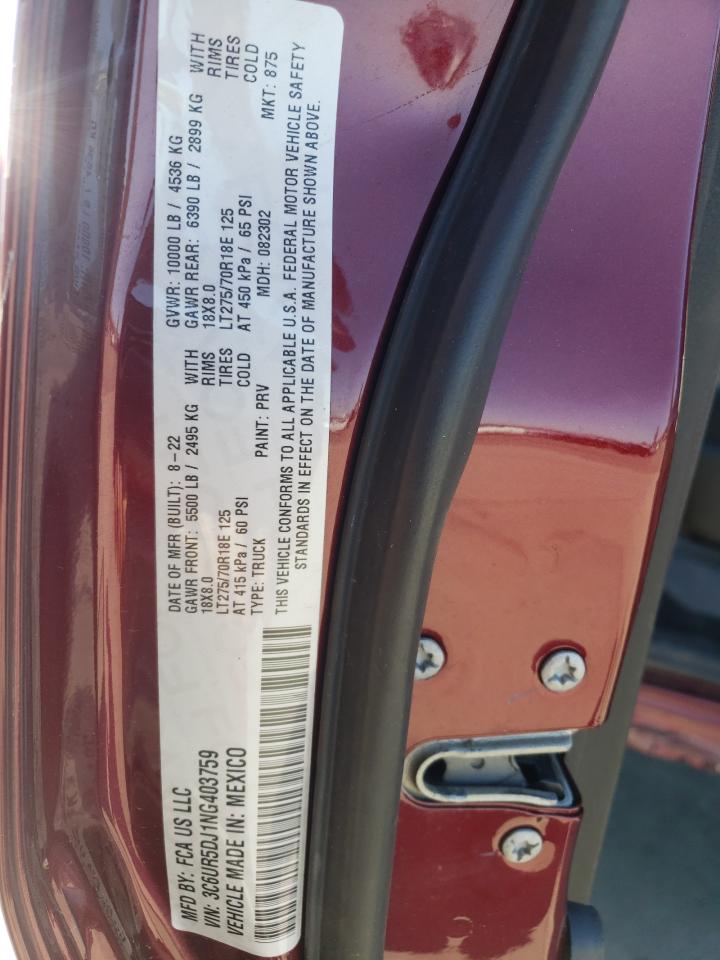 MFD BY: FCA US LLC
VIN: 3C6UR5DJ1NG403759
VEHICLE MADE IN: MEXICO
DATE OF MFR (BUILT): 8-22 GVWR: 10000 LB / 4536 KG
GAWR FRONT: 5500 LB / 2495 KG WITH GAWR REAR: 6390 LB / 2899 KG WITH
18X8.0 RIMS 18X8.0 RIMS
LT275/70R18E 125 TIRES LT275/70R18E 125 TIRES
AT 415 kPa / 60 PSI COLD AT 450 kPa / 65 PSI COLD
TYPE: TRUCK PAINT: PRV MDH: 082302 MKT: 875
THIS VEHICLE CONFORMS TO ALL APPLICABLE U.S.A. FEDERAL MOTOR VEHICLE SAFETY
STANDARDS IN EFFECT ON THE DATE OF MANUFACTURE SHOWN ABOVE.